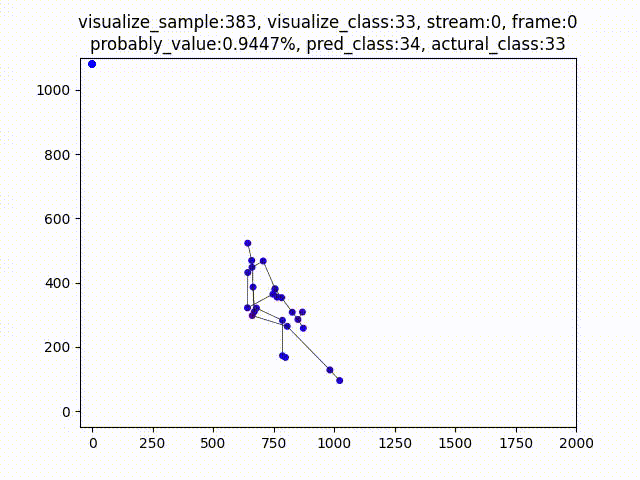 visualize_sample:383, visualize_class:33, stream:0, frame:0
probably_value:0.9447%, pred_class:34, actural_class:33
1000
800
600
400
200
0
0 250 500 750 1000 1250 1500 1750 2000